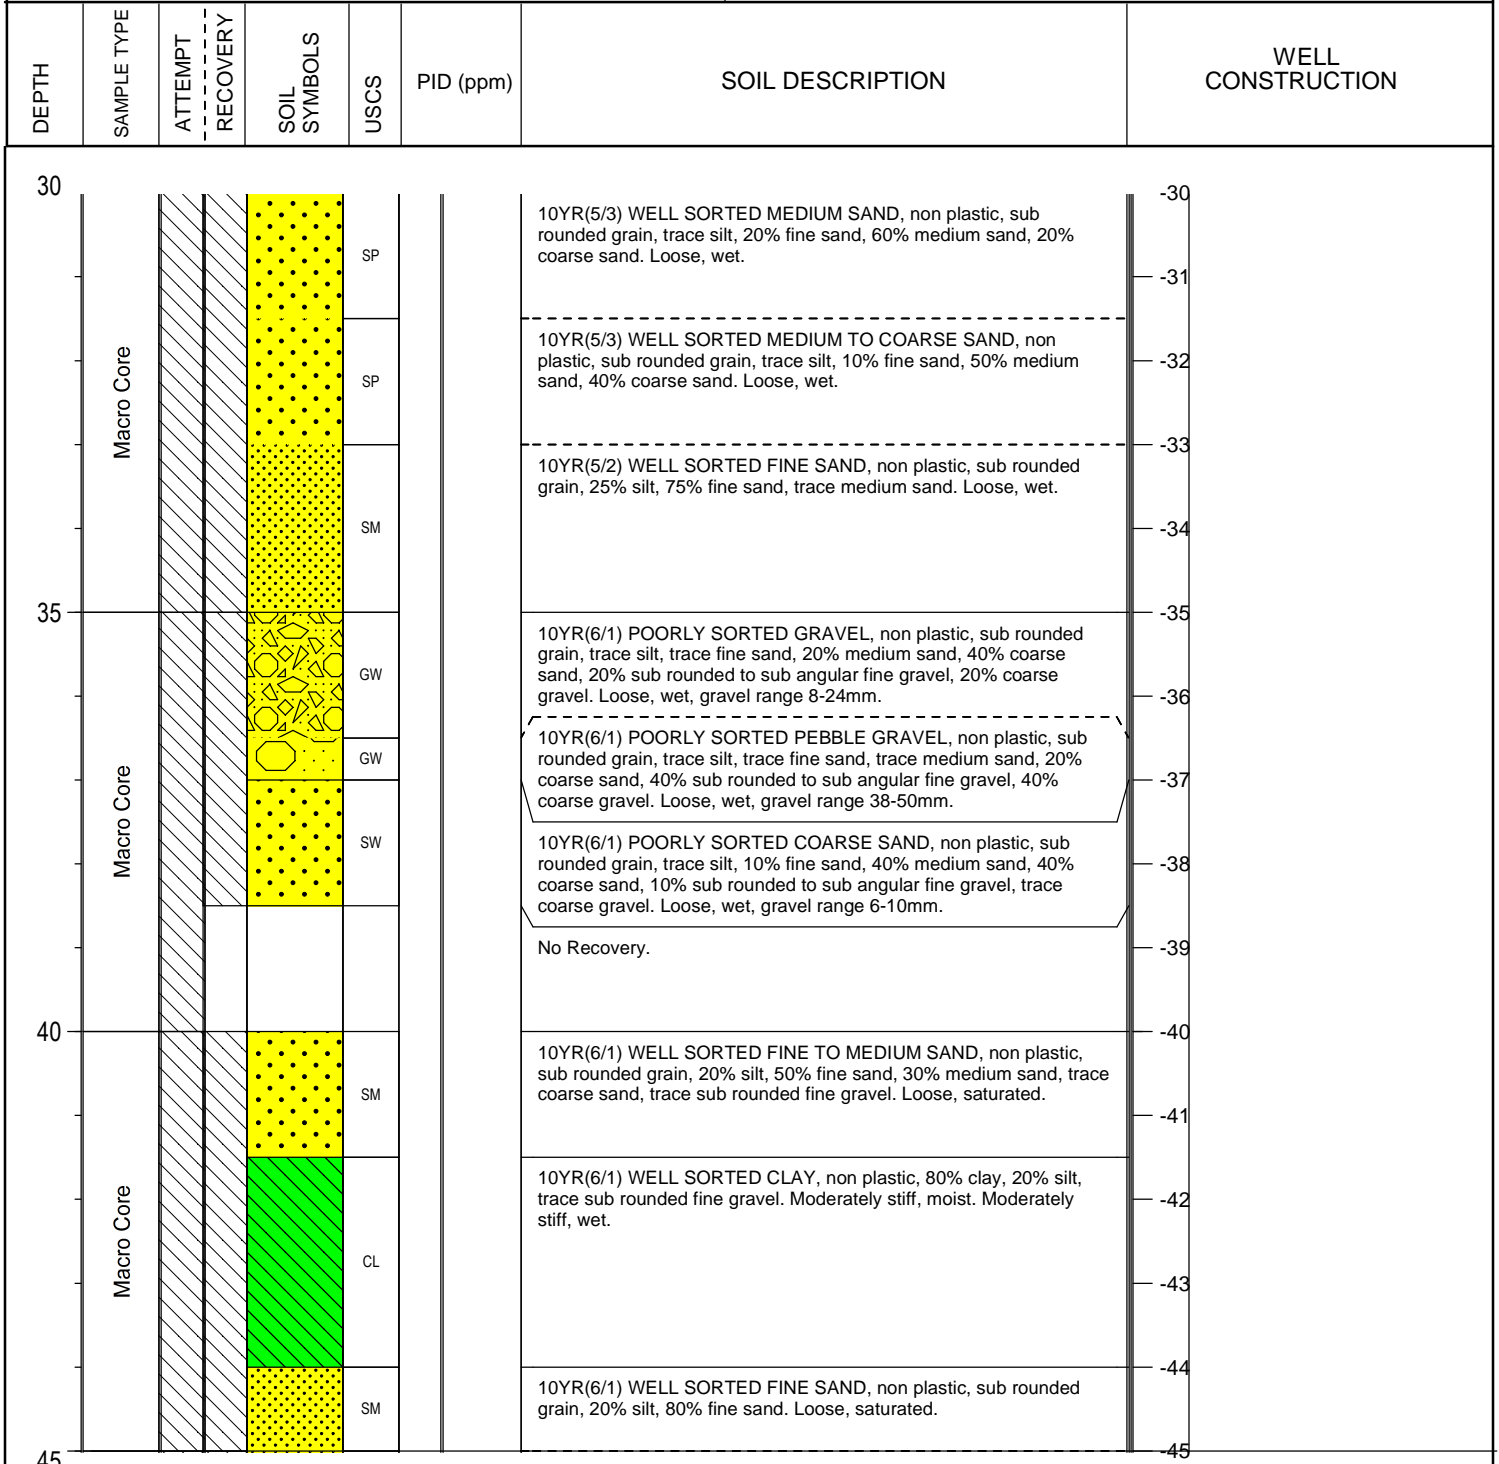 DEPTH
SAMPLE TYPE
ATTEMPT
RECOVERY
SOIL
SYMBOLS
USCS
PID (ppm)
SOIL DESCRIPTION
WELL
CONSTRUCTION
30
-30
10YR(5/3) WELL SORTED MEDIUM SAND, non plastic, sub
rounded grain, trace silt, 20% fine sand, 60% medium sand, 20%
coarse sand. Loose, wet.
SP
-31
10YR(5/3) WELL SORTED MEDIUM TO COARSE SAND, non
plastic, sub rounded grain, trace silt, 10% fine sand, 50% medium
sand, 40% coarse sand. Loose, wet.
SP
-32
Macro Core
-33
10YR(5/2) WELL SORTED FINE SAND, non plastic, sub rounded
grain, 25% silt, 75% fine sand, trace medium sand. Loose, wet.
SM
-34
35
-35
10YR(6/1) POORLY SORTED GRAVEL, non plastic, sub rounded
grain, trace silt, trace fine sand, 20% medium sand, 40% coarse
sand, 20% sub rounded to sub angular fine gravel, 20% coarse
gravel. Loose, wet, gravel range 8-24mm.
GW
-36
10YR(6/1) POORLY SORTED PEBBLE GRAVEL, non plastic, sub
rounded grain, trace silt, trace fine sand, trace medium sand, 20%
coarse sand, 40% sub rounded to sub angular fine gravel, 40%
coarse gravel. Loose, wet, gravel range 38-50mm.
GW
-37
Macro Core
10YR(6/1) POORLY SORTED COARSE SAND, non plastic, sub
rounded grain, trace silt, 10% fine sand, 40% medium sand, 40%
coarse sand, 10% sub rounded to sub angular fine gravel, trace
coarse gravel. Loose, wet, gravel range 6-10mm.
SW
-38
No Recovery.
-39
40
-40
10YR(6/1) WELL SORTED FINE TO MEDIUM SAND, non plastic,
sub rounded grain, 20% silt, 50% fine sand, 30% medium sand, trace
coarse sand, trace sub rounded fine gravel. Loose, saturated.
SM
-41
10YR(6/1) WELL SORTED CLAY, non plastic, 80% clay, 20% silt,
trace sub rounded fine gravel. Moderately stiff, moist. Moderately
stiff, wet.
-42
Macro Core
CL
-43
-44
10YR(6/1) WELL SORTED FINE SAND, non plastic, sub rounded
grain, 20% silt, 80% fine sand. Loose, saturated.
SM
45
-45